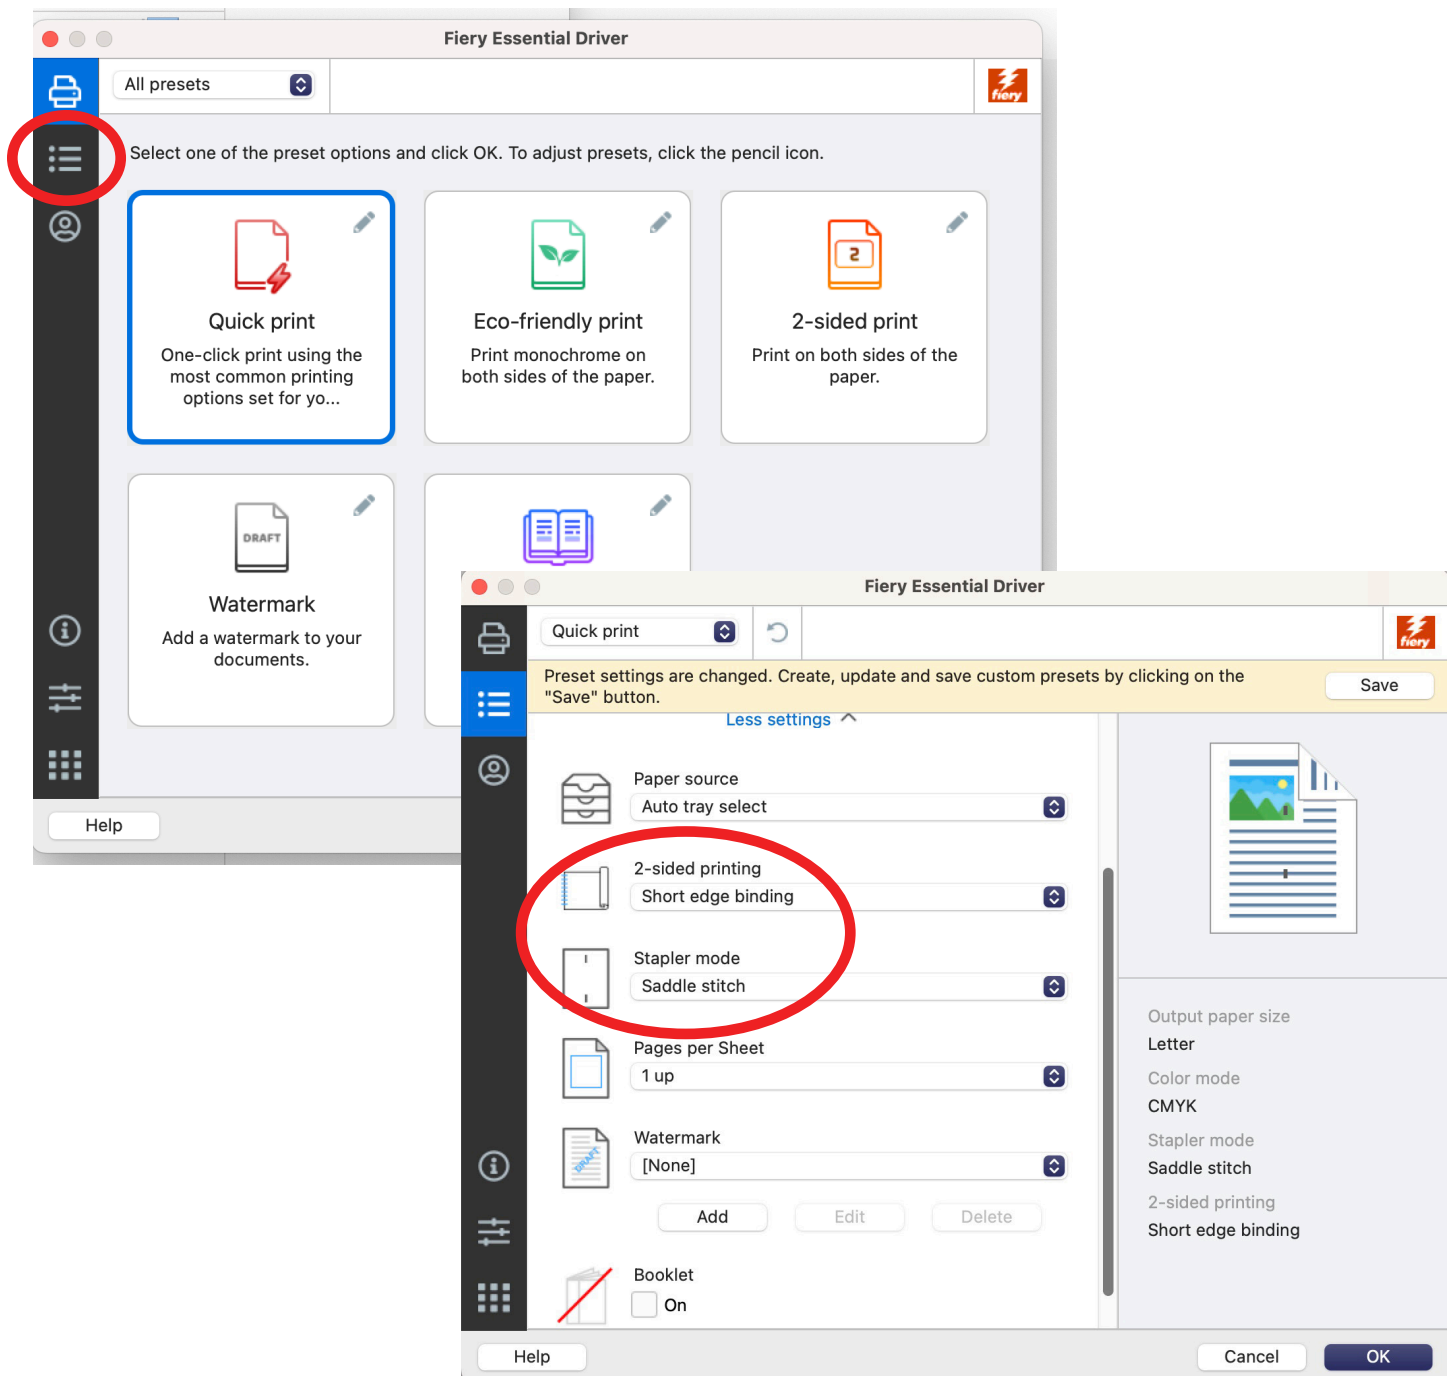 Fiery Essential Driver
All presets
fiery
Select one of the preset options and click OK. To adjust presets, click the pencil icon.
Quick print
One-click print using the
most common printing
options set for yo...
Eco-friendly print
Print monochrome on
both sides of the paper.
2
2-sided print
Print on both sides of the
paper.
DRAFT
Watermark
Add a watermark to your
documents.
Help
Fiery Essential Driver
Quick print
fiery
Preset settings are changed. Create, update and save custom presets by clicking on the
"Save" button.
Save
Less settings
Paper source
Auto tray select
2-sided printing
Short edge binding
Stapler mode
Saddle stitch
Pages per Sheet
1 up
Watermark
DRAFT
[None]
Add
Edit
Delete
Booklet
On
Output paper size
Letter
Color mode
CMYK
Stapler mode
Saddle stitch
2-sided printing
Short edge binding
Help
Cancel
OK